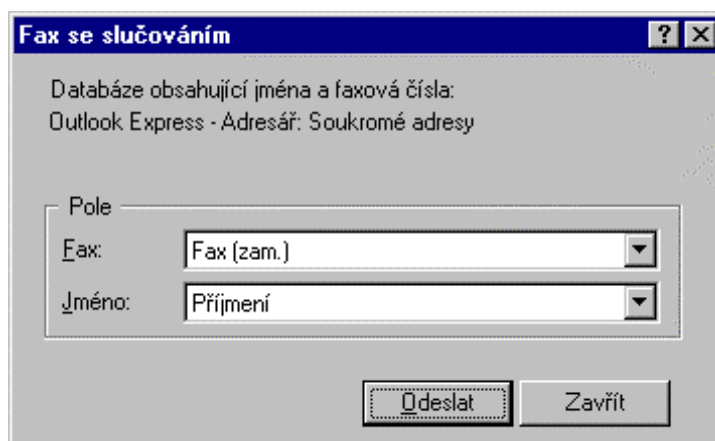 Fax se slučováním
Databáze obsahující jména a faxová čísla:
Outlook Express - Adresář: Soukromé adresy
Pole
Fax: Fax (zam.)
Jméno: Příjmení
Odeslat Zavřít